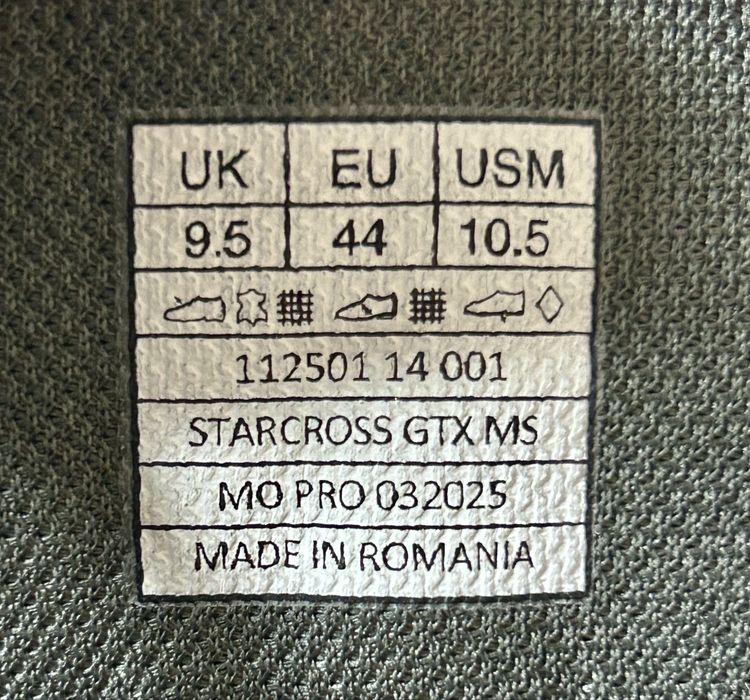 UK EU USM
9.5 44 10.5
112501 14 001
STARCROSS GTX MS
MO PRO 032025
MADE IN ROMANIA